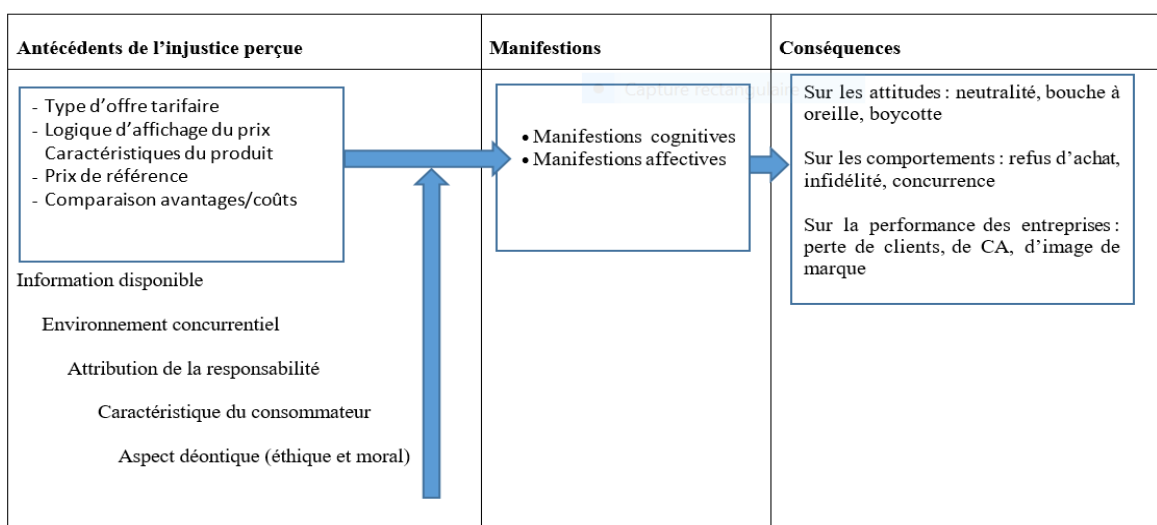 Antécédents de l'injustice perçue
Manifestions
Conséquences
- Type d'offre tarifaire
- Logique d'affichage du prix
Caractéristiques du produit
- Prix de référence
- Comparaison avantages/coûts
Information disponible
Environnement concurrentiel
Attribution de la responsabilité
Caractéristique du consommateur
Aspect déontique (éthique et moral)
• Manifestions cognitives
• Manifestions affectives
Capture rectangulaire
Sur les attitudes : neutralité, bouche à
oreille, boycotte
Sur les comportements : refus d'achat,
infidélité, concurrence
Sur la performance des entreprises :
perte de clients, de CA, d'image de
marque